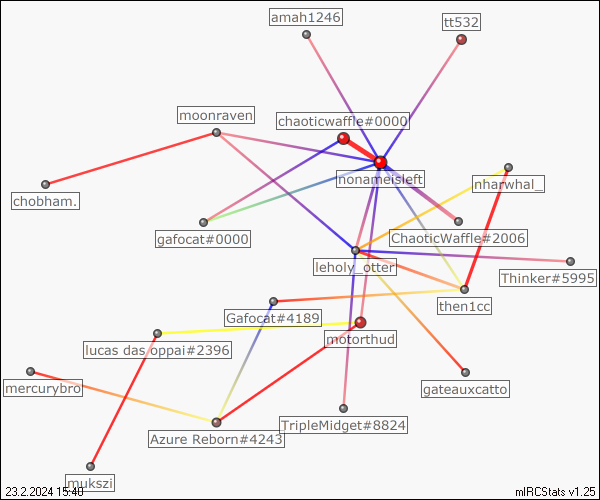 amah1246
tt532
moonraven
chaoticwaffle#0000
nonameisleft
nharwhal_
chobham.
gafocat#0000
ChaoticWaffle#2006
leholy_otter
Thinker#5995
then1cc
Gafocat#4189
motorthud
lucas das oppai#2396
mercurybro
gateauxcatto
TripleMidget#8824
Azure Reborn#4243
mukszi
23.2.2024 15:40
mIRCStats v1.25